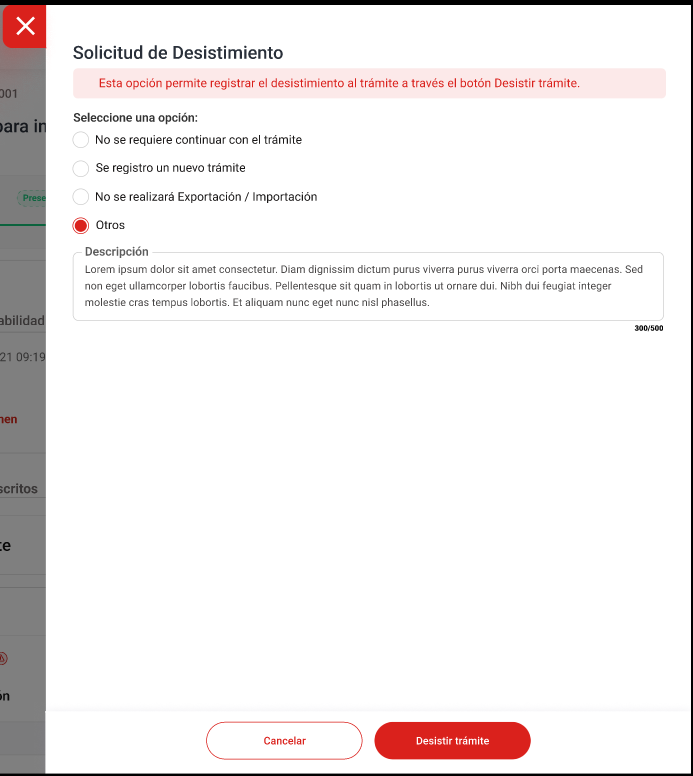 Solicitud de Desistimiento
Esta opción permite registrar el desistimiento al trámite a través el botón Desistir trámite.
Seleccione una opción:
No se requiere continuar con el trámite
Se registro un nuevo trámite
No se realizará Exportación / Importación
Otros
Descripción
Lorem ipsum dolor sit amet consectetur. Diam dignissim dictum purus viverra purus viverra orci porta maecenas. Sed
non eget ullamcorper lobortis faucibus. Pellentesque sit quam in lobortis ut ornare dui. Nibh dui feugiat integer
molestie cras tempus lobortis. Et aliquam nunc eget nunc nisl phasellus.
300/500
Cancelar
Desistir trámite
001
para in
Prese
abilidad
21 09:19
nen
scritos
te
ón